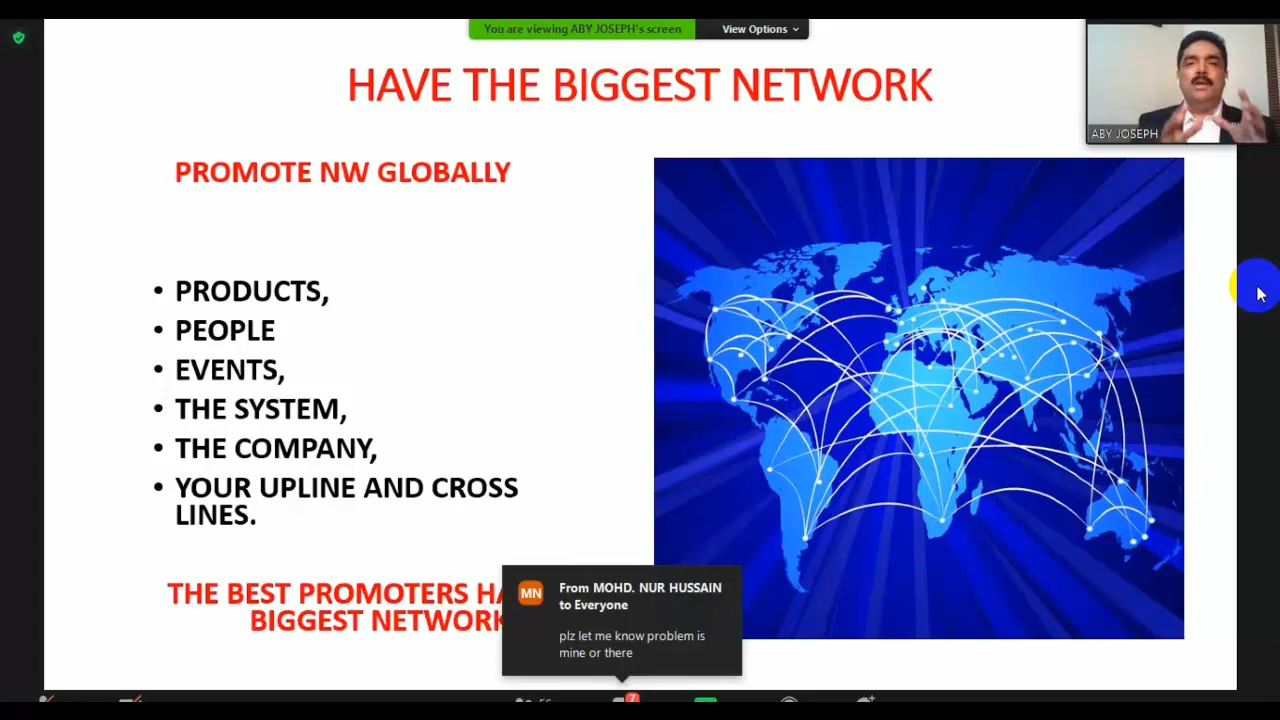 You are viewing ABY JOSEPH's screen
View Options
HAVE THE BIGGEST NETWORK
ABY JOSEPH
PROMOTE NW GLOBALLY
• PRODUCTS,
• PEOPLE
• EVENTS,
• THE SYSTEM,
• THE COMPANY,
• YOUR UPLINE AND CROSS
LINES.
THE BEST PROMOTERS
BIGGEST NETWORK
MN
From MOHD. NUR HUSSAIN
to Everyone
plz let me know problem is
mine or there
7